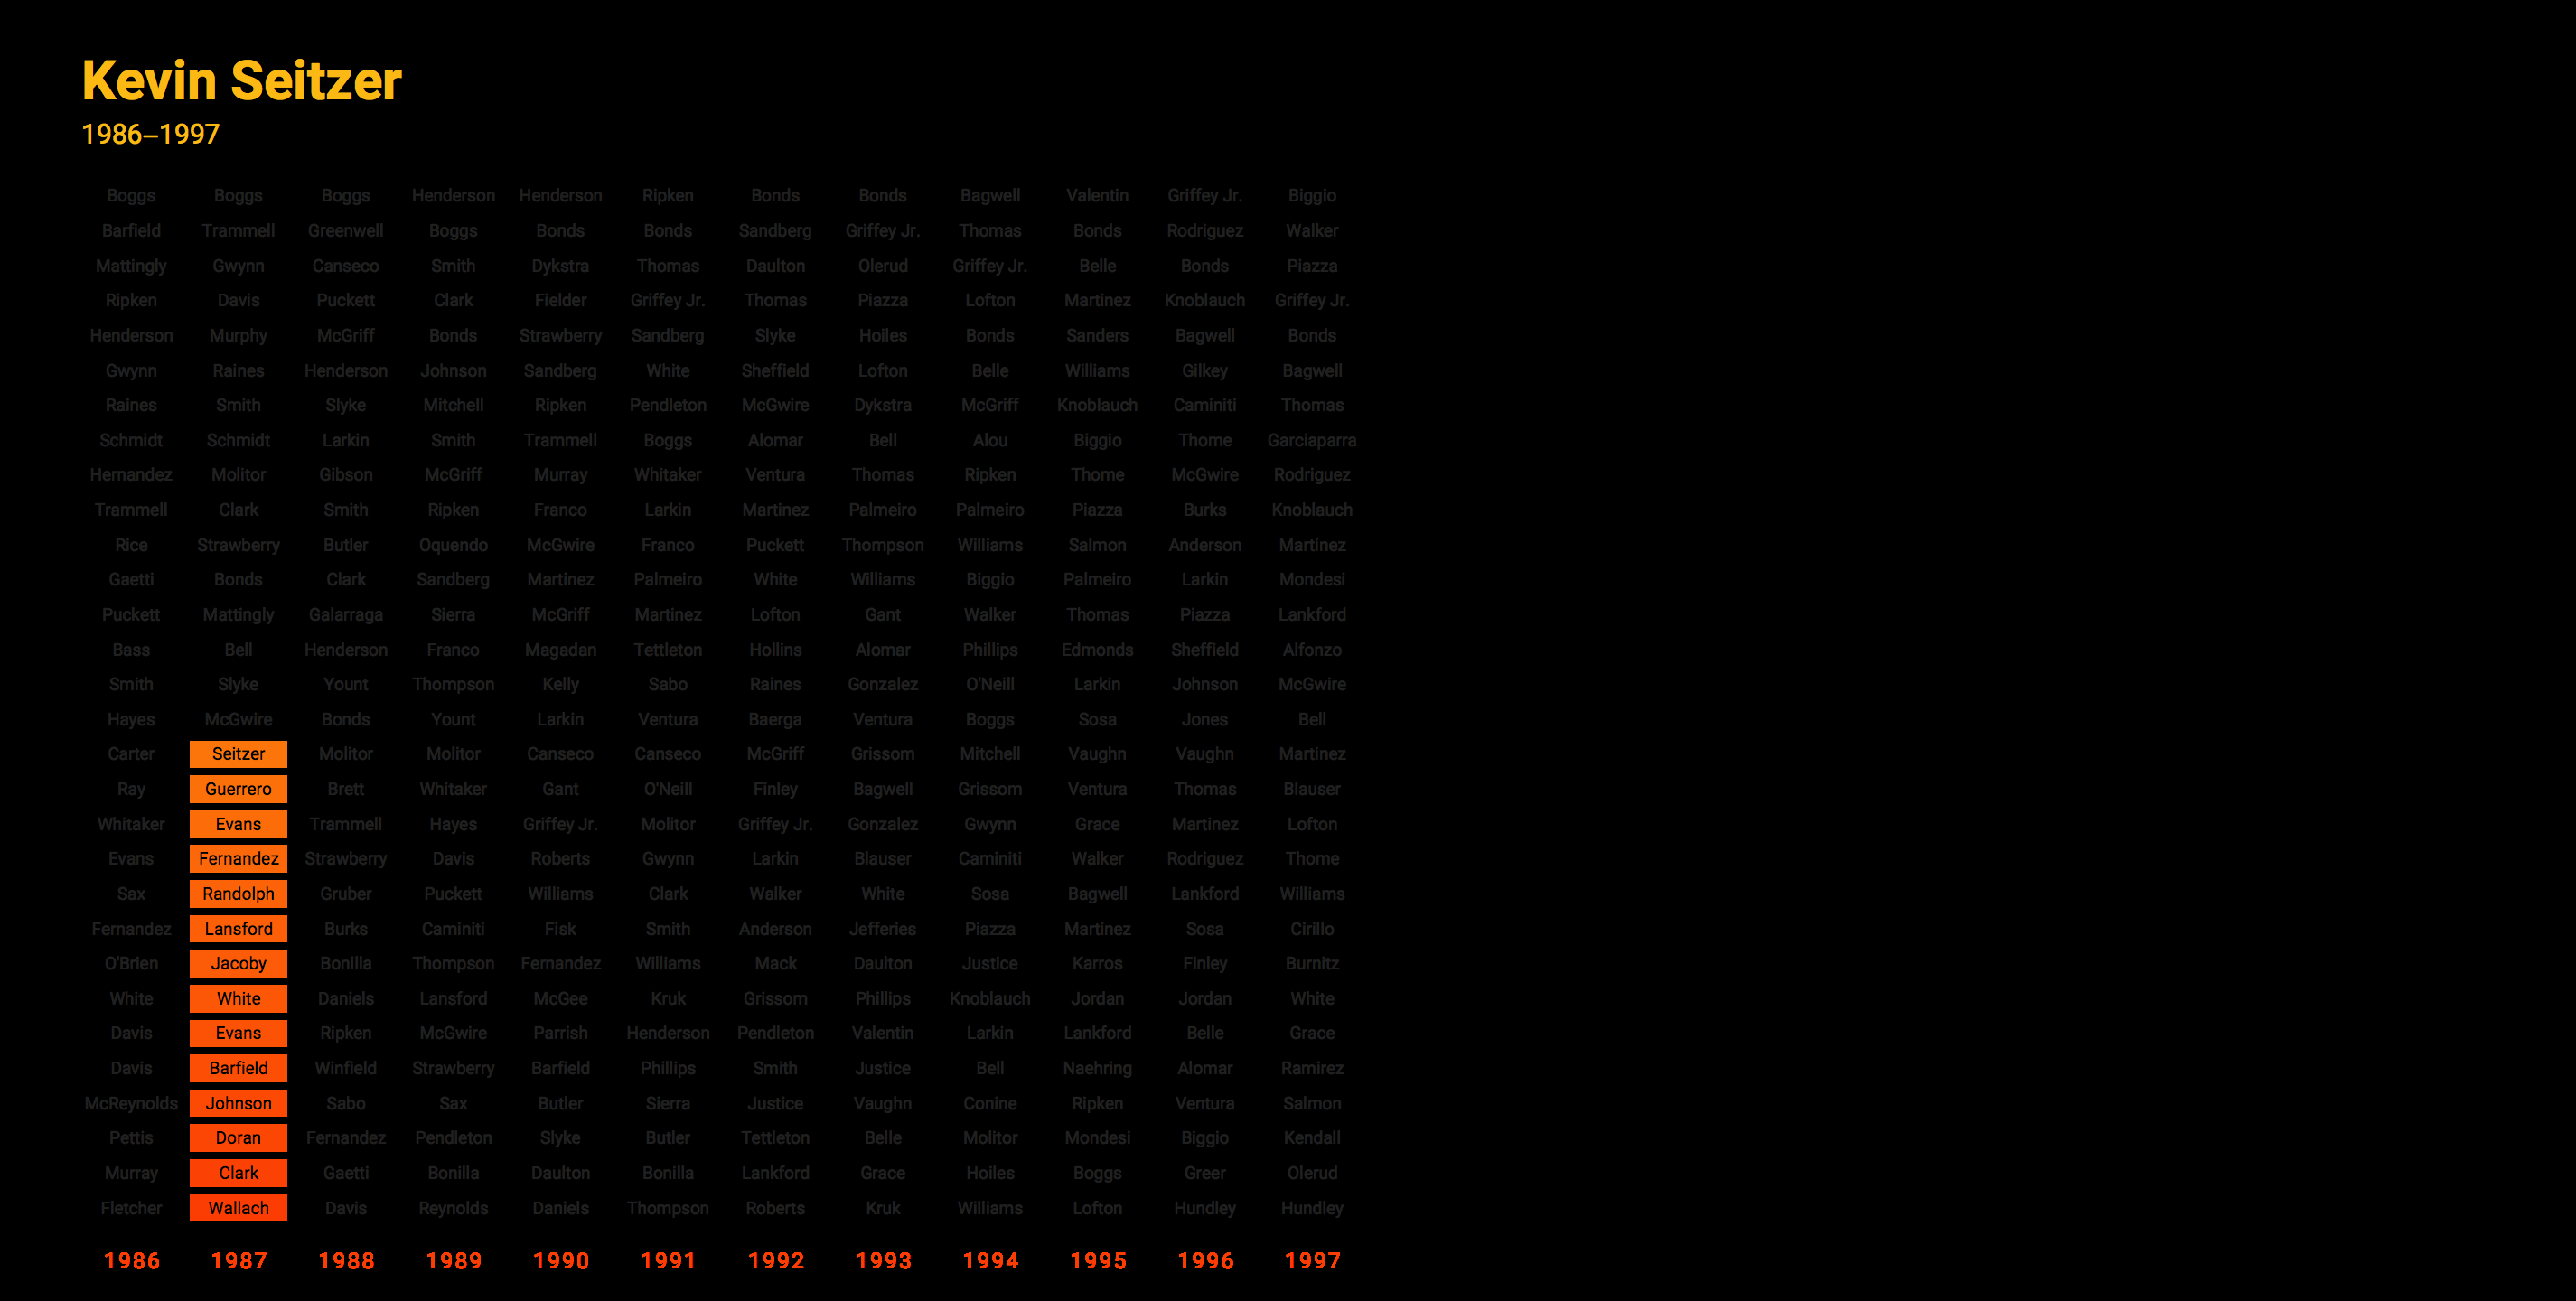 Kevin Seitzer
1986–1997
Boggs Boggs Boggs Henderson Henderson Ripken Bonds Bonds Bagwell Valentin Griffey Jr. Biggio
Barfield Trammell Greenwell Boggs Bonds Bonds Sandberg Griffey Jr. Thomas Bonds Rodriguez Walker
Mattingly Gwynn Canseco Smith Dykstra Thomas Daulton Olerud Griffey Jr. Belle Bonds Piazza
Ripken Davis Puckett Clark Fielder Griffey Jr. Thomas Piazza Lofton Martinez Knoblauch Griffey Jr.
Henderson Murphy McGriff Bonds Strawberry Sandberg Slyke Hoiles Bonds Sanders Bagwell Bonds
Gwynn Raines Henderson Johnson Sandberg White Sheffield Lofton Belle Williams Gilkey Bagwell
Raines Smith Slyke Mitchell Ripken Pendleton McGwire Dykstra McGriff Knoblauch Caminiti Thomas
Schmidt Schmidt Larkin Smith Trammell Boggs Alomar Bell Alou Biggio Thome Garciaparra
Hernandez Molitor Gibson McGriff Murray Whitaker Ventura Thomas Ripken Thome McGwire Rodriguez
Trammell Clark Smith Ripken Franco Larkin Martinez Palmeiro Palmeiro Piazza Burks Knoblauch
Rice Strawberry Butler Oquendo McGwire Franco Puckett Thompson Williams Salmon Anderson Martinez
Gaetti Bonds Clark Sandberg Martinez Palmeiro White Williams Biggio Palmeiro Larkin Mondesi
Puckett Mattingly Galarraga Sierra McGriff Martinez Lofton Gant Walker Thomas Piazza Lankford
Bass Bell Henderson Franco Magadan Tettleton Hollins Alomar Phillips Edmonds Sheffield Alfonzo
Smith Slyke Yount Thompson Kelly Sabo Raines Gonzalez O'Neill Larkin Johnson McGwire
Hayes McGwire Bonds Yount Larkin Ventura Baerga Ventura Boggs Sosa Jones Bell
Carter Seitzer Molitor Molitor Canseco Canseco McGriff Grissom Mitchell Vaughn Vaughn Martinez
Ray Guerrero Brett Whitaker Gant O'Neill Finley Bagwell Grissom Ventura Thomas Blauser
Whitaker Evans Trammell Hayes Griffey Jr. Molitor Griffey Jr. Gonzalez Gwynn Grace Martinez Lofton
Evans Fernandez Strawberry Davis Roberts Gwynn Larkin Blauser Caminiti Walker Rodriguez Thome
Sax Randolph Gruber Puckett Williams Clark Walker White Sosa Bagwell Lankford Williams
Fernandez Lansford Burks Caminiti Fisk Smith Anderson Jefferies Piazza Martinez Sosa Cirillo
O'Brien Jacoby Bonilla Thompson Fernandez Williams Mack Daulton Justice Karros Finley Burnitz
White White Daniels Lansford McGee Kruk Grissom Phillips Knoblauch Jordan Jordan White
Davis Evans Ripken McGwire Parrish Henderson Pendleton Valentin Larkin Lankford Belle Grace
Davis Barfield Winfield Strawberry Barfield Phillips Smith Justice Bell Naehring Alomar Ramirez
McReynolds Johnson Sabo Sax Butler Sierra Justice Vaughn Conine Ripken Ventura Salmon
Pettis Doran Fernandez Pendleton Slyke Butler Tettleton Belle Molitor Mondesi Biggio Kendall
Murray Clark Gaetti Bonilla Daulton Bonilla Lankford Grace Hoiles Boggs Greer Olerud
Fletcher Wallach Davis Reynolds Daniels Thompson Roberts Kruk Williams Lofton Hundley Hundley
1986 1987 1988 1989 1990 1991 1992 1993 1994 1995 1996 1997